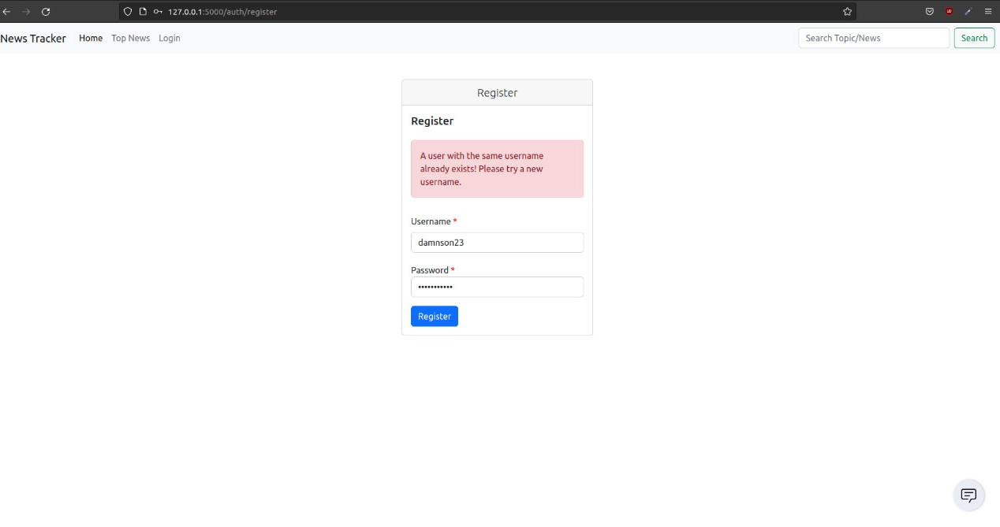 127.0.0.1:5000/auth/register
News Tracker Home Top News Login Search Topic/News Search
Register
Register
A user with the same username
already exists! Please try a new
username.
Username *
damnson23
Password *
•••••••••••
Register